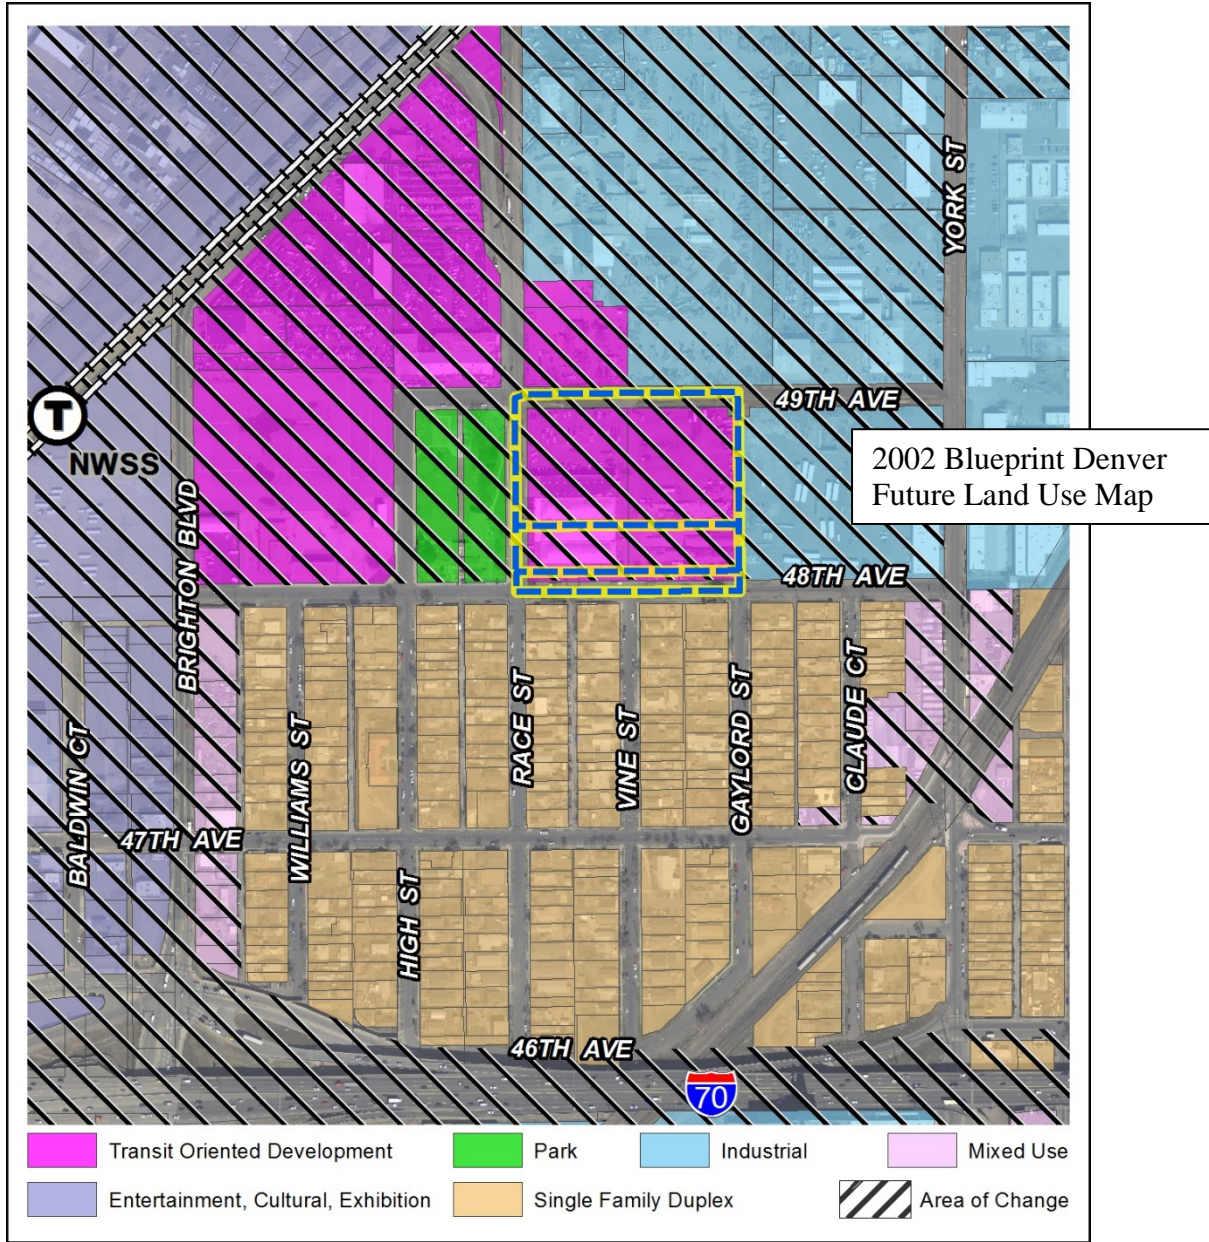 YORK ST
49TH AVE
T
NWSS
2002 Blueprint Denver
Future Land Use Map
BRIGHTON BLVD
48TH AVE
RACE ST
VINE ST
GAYLORD ST
CLAUDE CT
WILLIAMS ST
BALDWIN CT
47TH AVE
HIGH ST
46TH AVE
70
Transit Oriented Development
Park
Industrial
Mixed Use
Entertainment, Cultural, Exhibition
Single Family Duplex
Area of Change